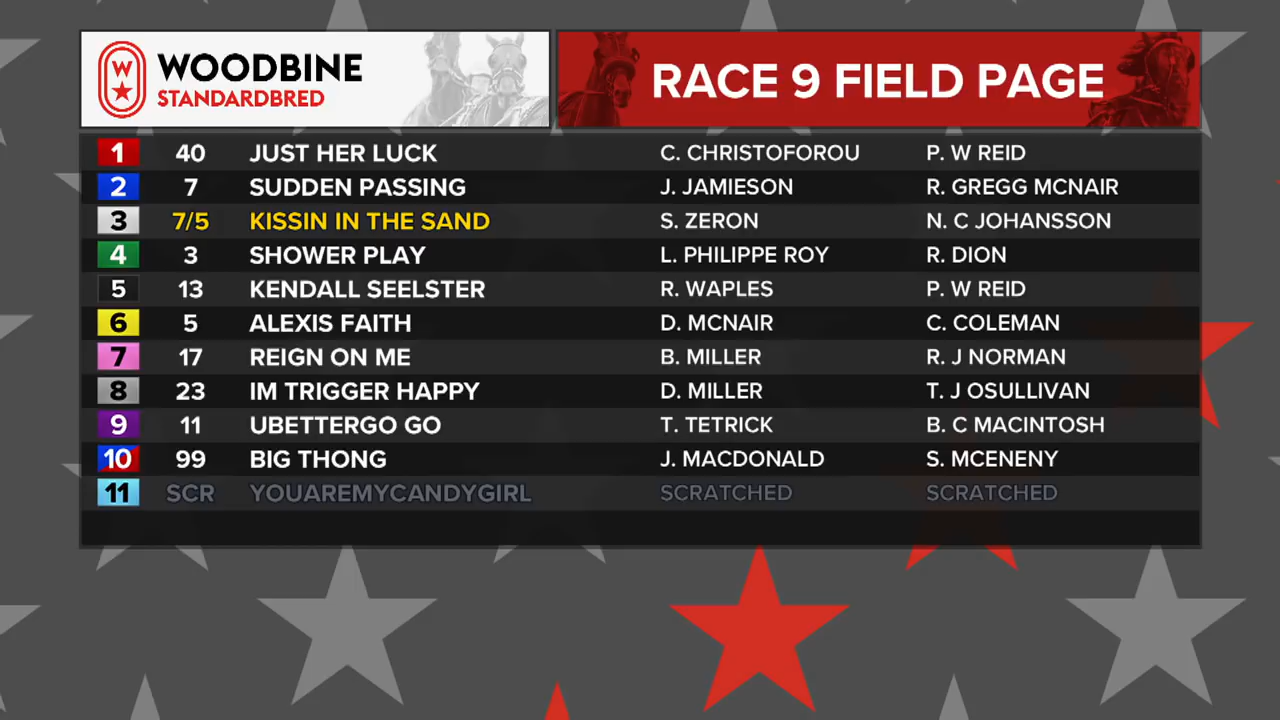 W
WOODBINE
STANDARDBRED
RACE 9 FIELD PAGE
1 40 JUST HER LUCK C. CHRISTOFOROU P. W REID
2 7 SUDDEN PASSING J. JAMIESON R. GREGG MCNAIR
3 7/5 KISSIN IN THE SAND S. ZERON N. C JOHANSSON
4 3 SHOWER PLAY L. PHILIPPE ROY R. DION
5 13 KENDALL SEELSTER R. WAPLES P. W REID
6 5 ALEXIS FAITH D. MCNAIR C. COLEMAN
7 17 REIGN ON ME B. MILLER R. J NORMAN
8 23 IM TRIGGER HAPPY D. MILLER T. J OSULLIVAN
9 11 UBETTERGO GO T. TETRICK B. C MACINTOSH
10 99 BIG THONG J. MACDONALD S. MCENENY
11 SCR YOUAREMYCANDYGIRL SCRATCHED SCRATCHED